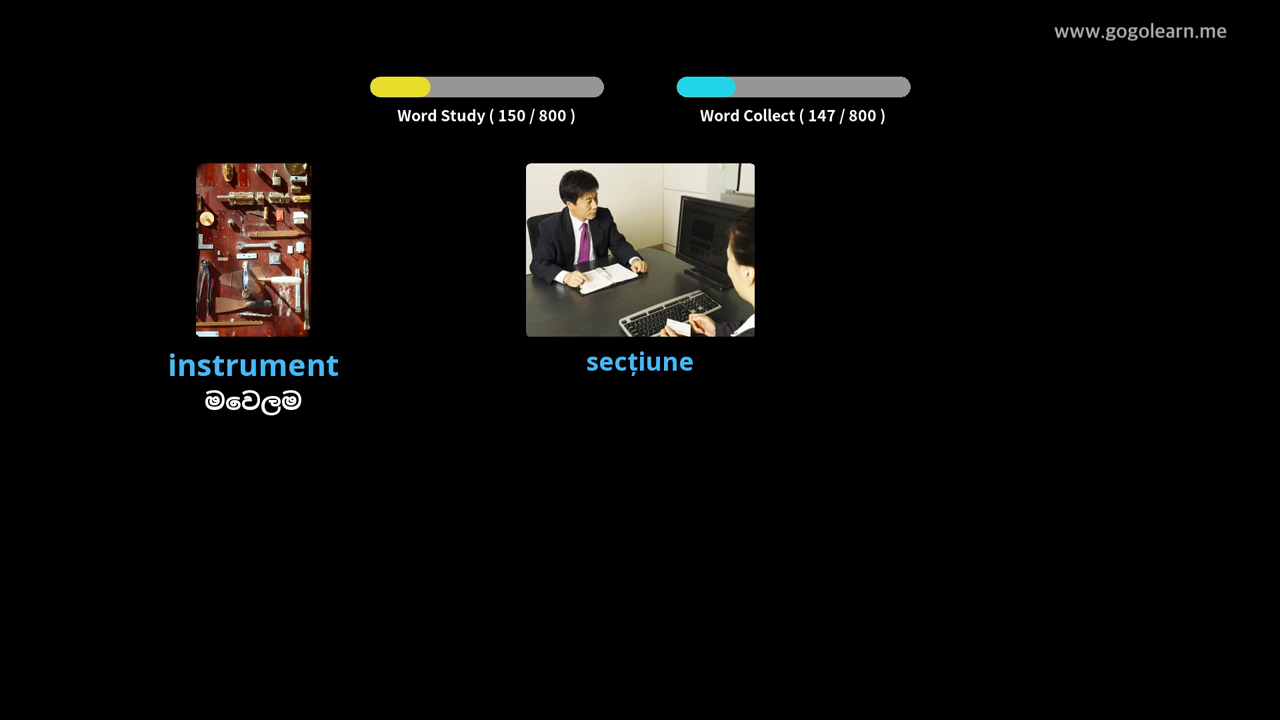 www.gogolearn.me
Word Study ( 150 / 800 )
Word Collect ( 147 / 800 )
instrument
මෙවලම
secțiune